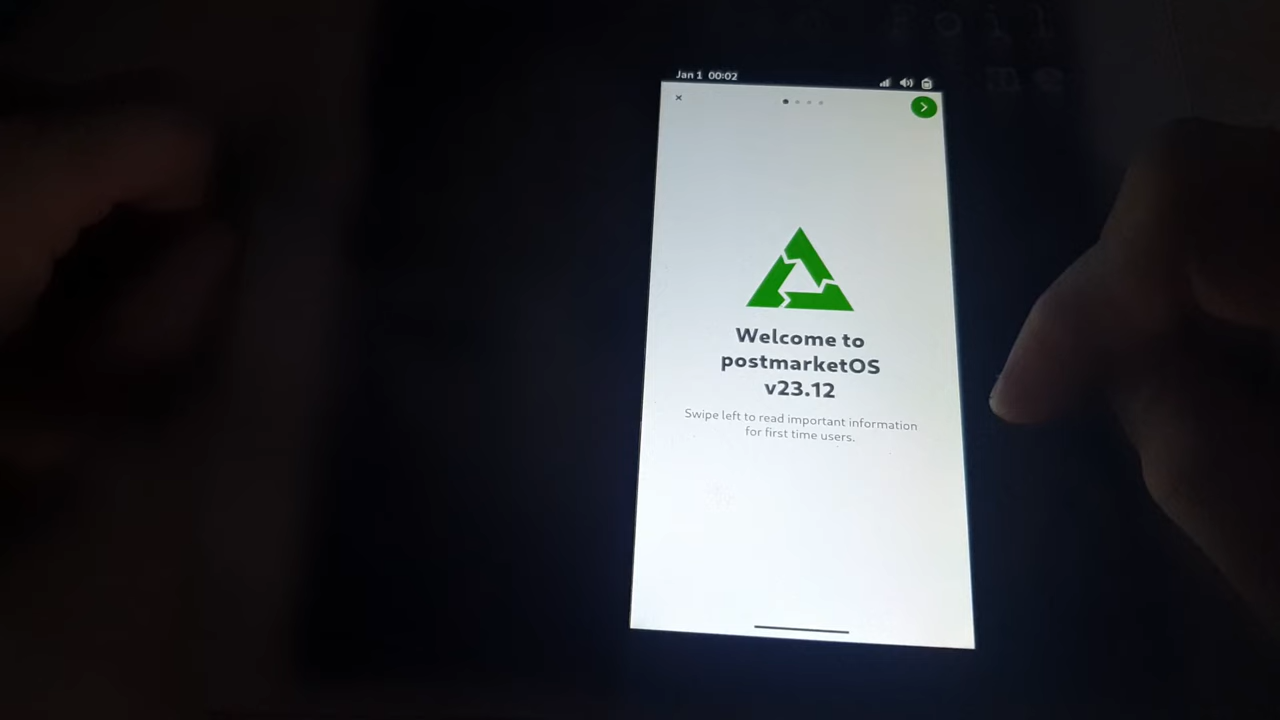 Jan 1 00:02
Welcome to
postmarketOS
v23.12
Swipe left to read important information
for first time users.